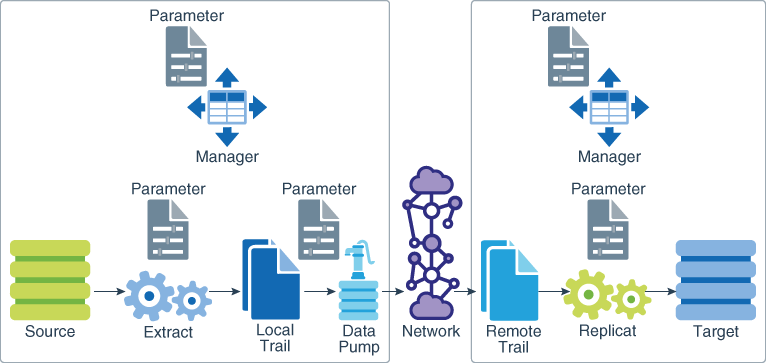 Parameter
Manager
Parameter
Parameter
Source
Extract
Local
Trail
Data
Pump
Network
Parameter
Manager
Parameter
Remote
Trail
Replicat
Target